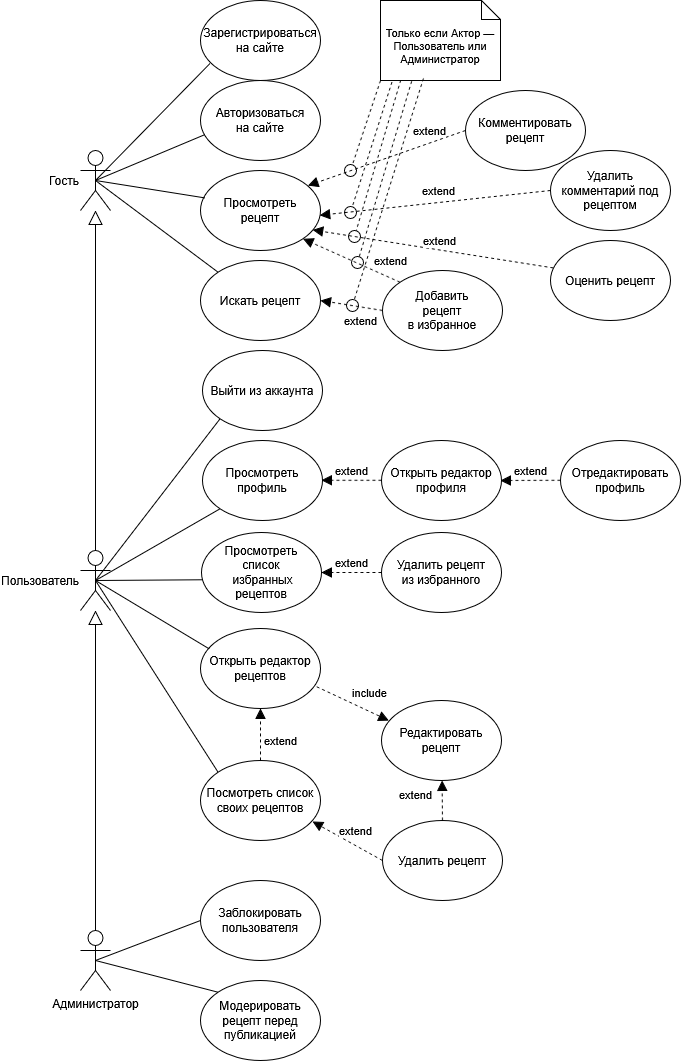 Зарегистрироваться
на сайте
Только если Актор —
Пользователь или
Администратор
Авторизоваться
на сайте
extend
Комментировать
рецепт
Гость
Просмотреть
рецепт
extend
Удалить
комментарий под
рецептом
extend
Оценить рецепт
extend
Искать рецепт
extend
Добавить
рецепт
в избранное
Выйти из аккаунта
Просмотреть
профиль
extend
Открыть редактор
профиля
extend
Отредактировать
профиль
Пользователь
Просмотреть
список
избранных
рецептов
extend
Удалить рецепт
из избранного
Открыть редактор
рецептов
include
Редактировать
рецепт
extend
Посмотреть список
своих рецептов
extend
extend
Удалить рецепт
Заблокировать
пользователя
Администратор
Модерировать
рецепт перед
публикацией